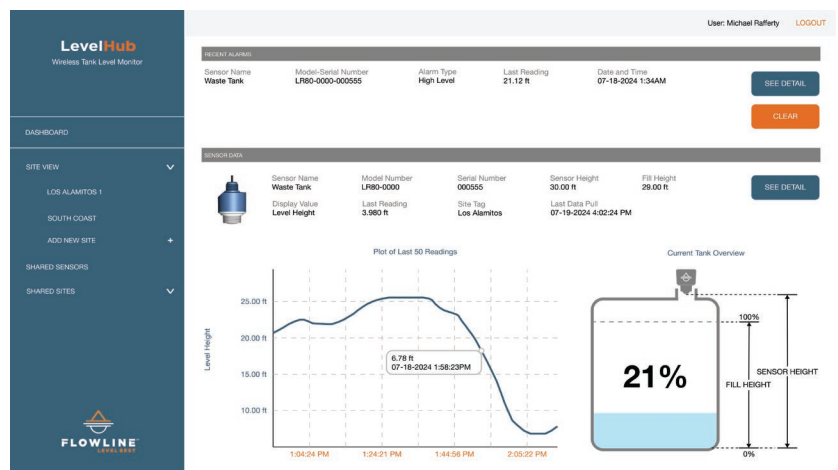 User: Michael Rafferty LOGOUT
LevelHub
Wireless Tank Level Monitor
DASHBOARD
SITE VIEW
LOS ALAMITOS 1
SOUTH COAST
ADD NEW SITE +
SHARED SENSORS
SHARED SITES
FLOWLINE
LEVEL BEST
RECENT ALARMS
Sensor Name Model-Serial Number Alarm Type Last Reading Date and Time
Waste Tank LR80-0000-000555 High Level 21.12 ft 07-18-2024 1:34AM
SEE DETAIL
CLEAR
SENSOR DATA
Sensor Name Model Number Serial Number Sensor Height Fill Height
Waste Tank LR80-0000 000555 30.00 ft 29.00 ft
SEE DETAIL
Display Value Last Reading Site Tag Last Data Pull
Level Height 3.980 ft Los Alamitos 07-19-2024 4:02:24 PM
Plot of Last 50 Readings
Level Height
25.00 ft
20.00 ft
15.00 ft
10.00 ft
6.78 ft
07-18-2024 1:58:23PM
1:04:24 PM 1:24:21 PM 1:44:56 PM 2:05:22 PM
Current Tank Overview
100%
21%
SENSOR HEIGHT
FILL HEIGHT
0%